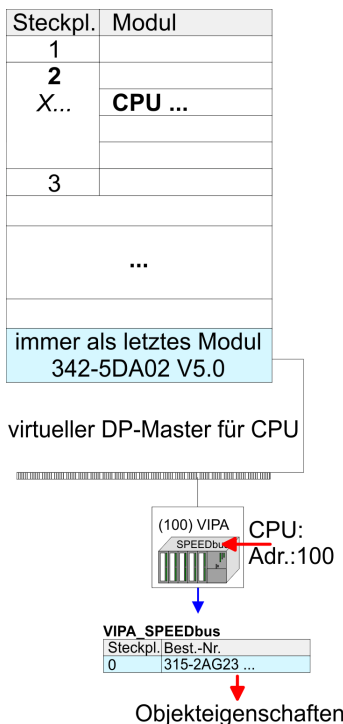 Steckpl. Modul
1
2
X... CPU ...
3
...
immer als letztes Modul
342-5DA02 V5.0
virtueller DP-Master für CPU
(100) VIPA
SPEEDbus
CPU:
Adr.:100
VIPA_SPEEDbus
Steckpl. Best.-Nr.
0 315-2AG23 ...
Objekteigenschaften